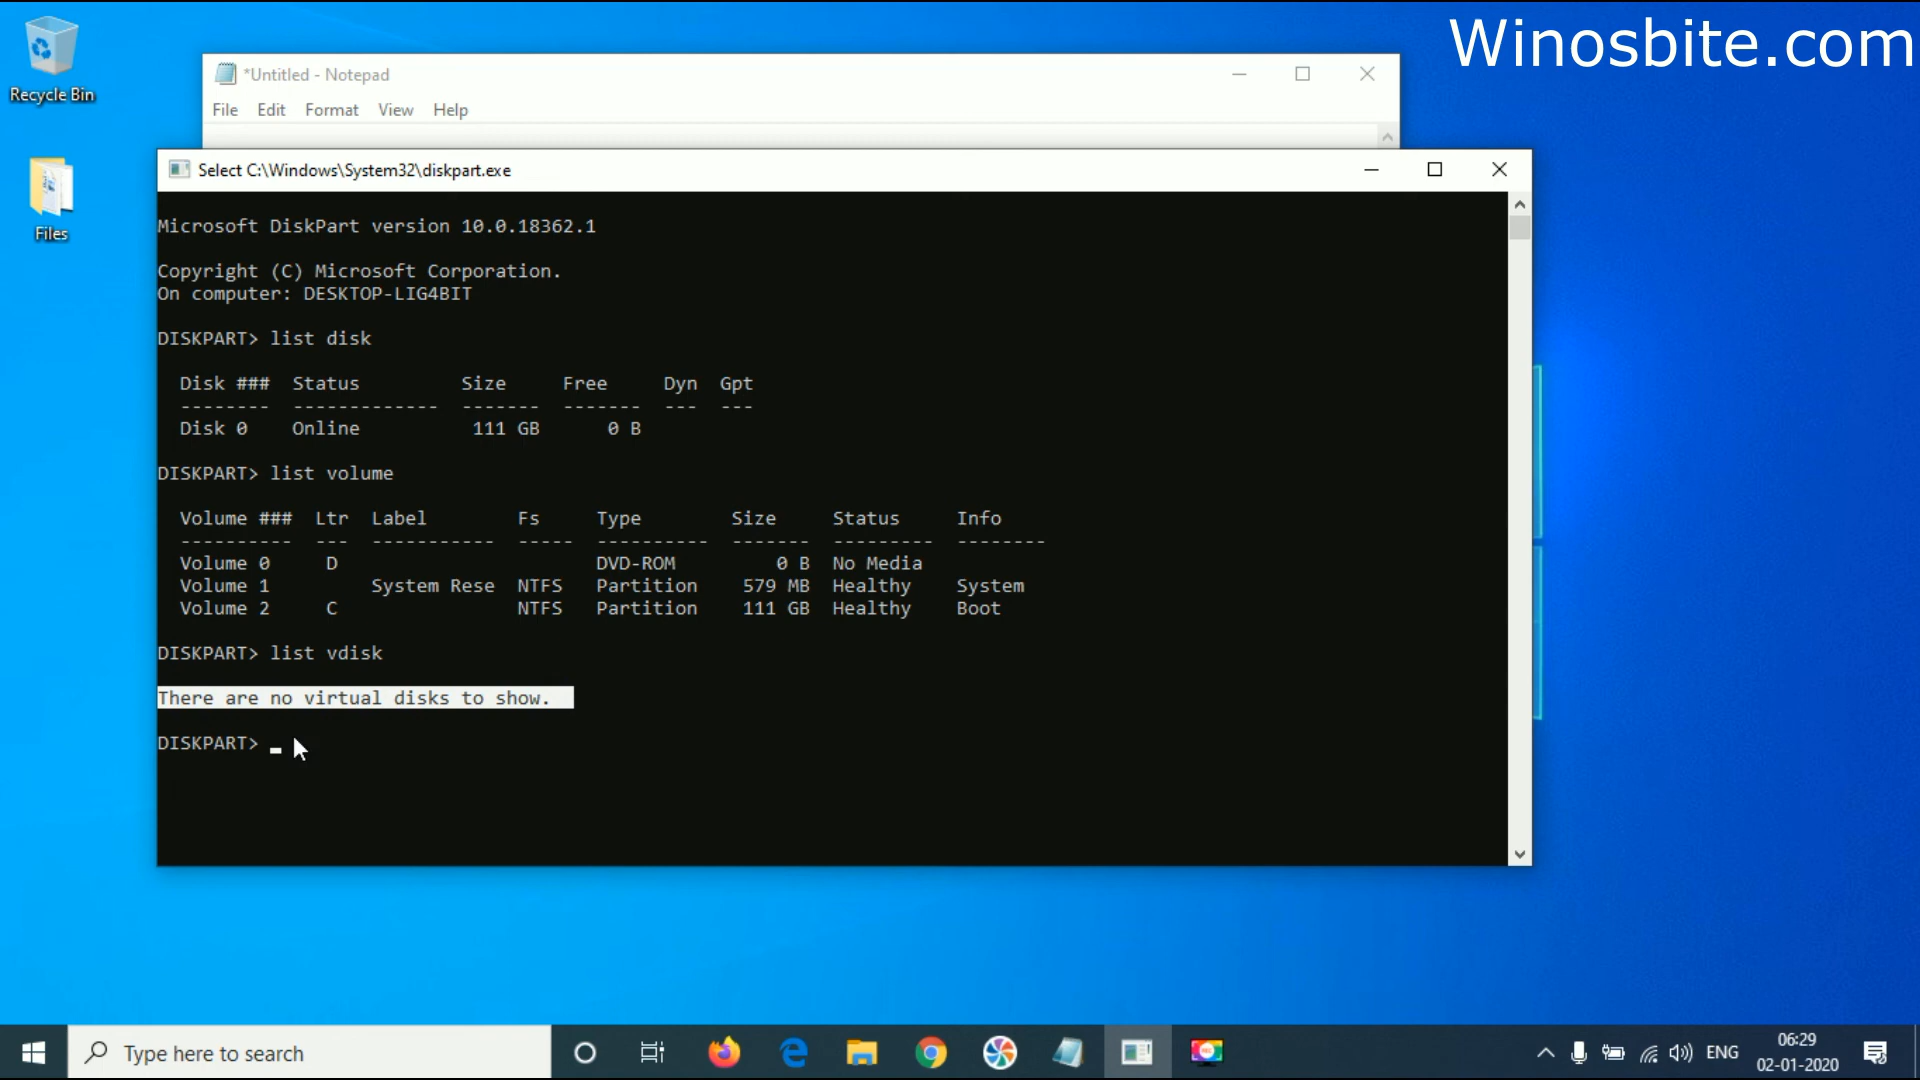 Winosbite.com
Recycle Bin
Files
*Untitled - Notepad
File Edit Format View Help
Select C:\Windows\System32\diskpart.exe
Microsoft DiskPart version 10.0.18362.1
Copyright (C) Microsoft Corporation.
On computer: DESKTOP-LIG4BIT
DISKPART> list disk
Disk ### Status Size Free Dyn Gpt
-------- ------------- ------- ------- --- ---
Disk 0 Online 111 GB 0 B
DISKPART> list volume
Volume ### Ltr Label Fs Type Size Status Info
---------- --- ----------- ----- ---------- ------- --------- --------
Volume 0 D DVD-ROM 0 B No Media
Volume 1 System Rese NTFS Partition 579 MB Healthy System
Volume 2 C NTFS Partition 111 GB Healthy Boot
DISKPART> list vdisk
There are no virtual disks to show.
DISKPART>
Type here to search
ENG
06:29
02-01-2020